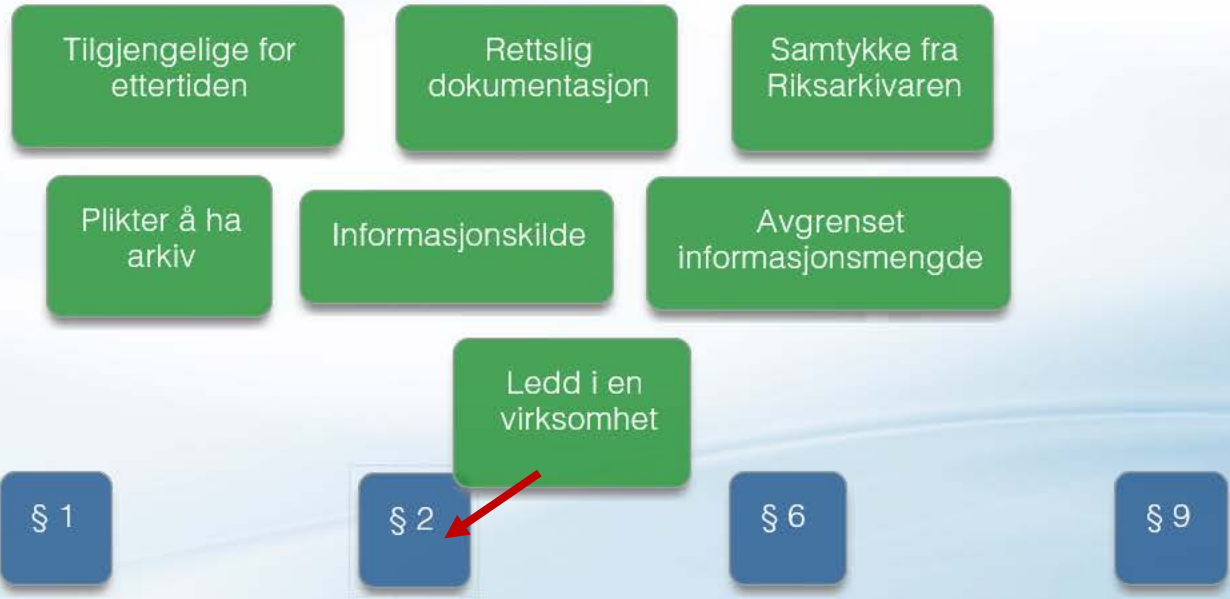 Tilgjengelige for
ettertiden
Rettslig
dokumentasjon
Samtykke fra
Riksarkivaren
Plikter å ha
arkiv
Informasjonskilde
Avgrenset
informasjonsmengde
Ledd i en
virksomhet
§ 1
§ 2
§ 6
§ 9